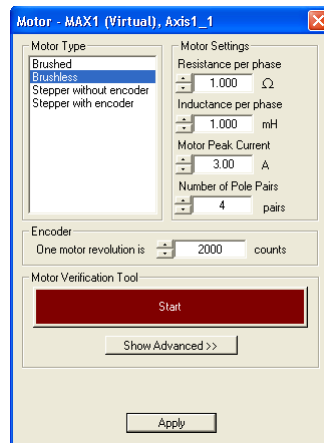 Motor - MAX1 (Virtual), Axis1_1
Motor Type
Brushed
Brushless
Stepper without encoder
Stepper with encoder
Motor Settings
Resistance per phase
1.000 Ω
Inductance per phase
1.000 mH
Motor Peak Current
3.00 A
Number of Pole Pairs
4 pairs
Encoder
One motor revolution is 2000 counts
Motor Verification Tool
Start
Show Advanced >>
Apply